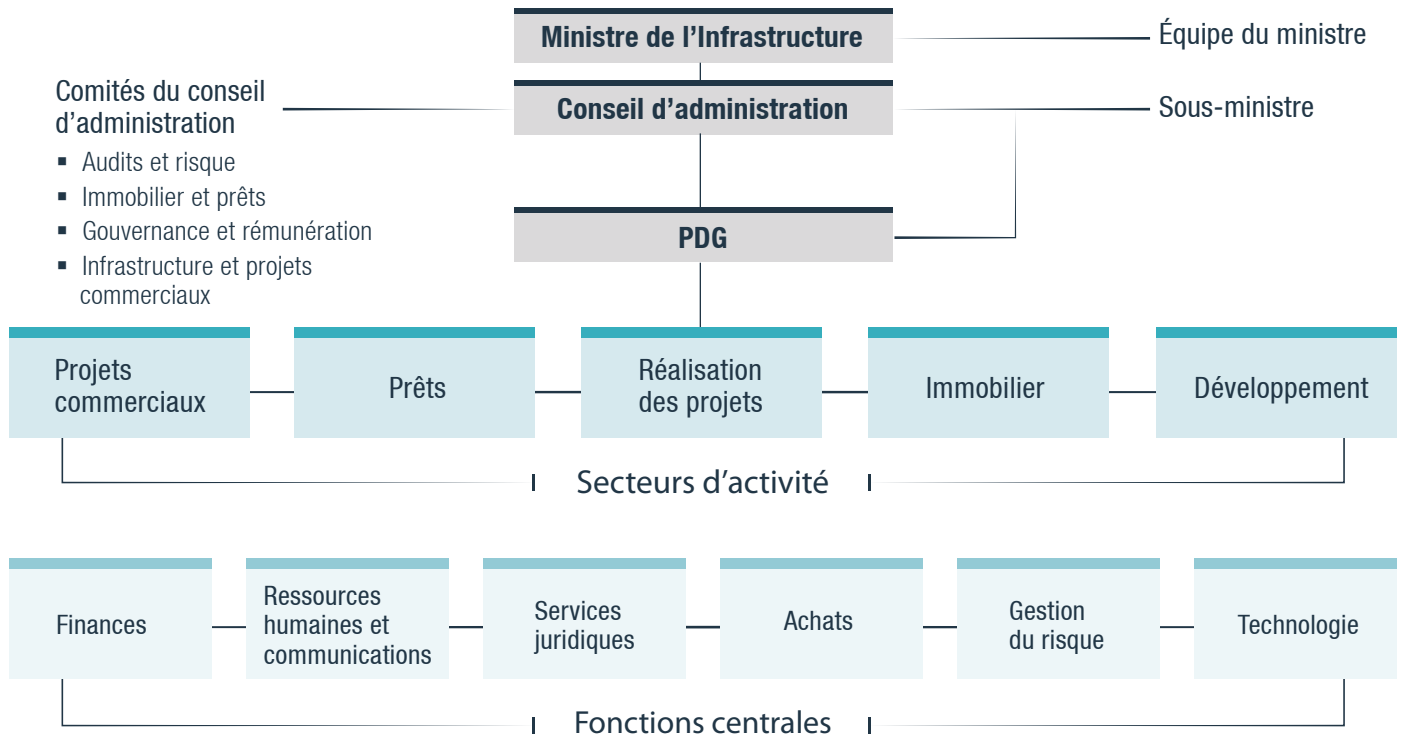 Ministre de l’Infrastructure
Équipe du ministre
Comités du conseil
d’administration
Conseil d’administration
Sous-ministre
▪ Audits et risque
▪ Immobilier et prêts
▪ Gouvernance et rémunération
▪ Infrastructure et projets
commerciaux
PDG
Projets
commerciaux
Prêts
Réalisation
des projets
Immobilier
Développement
Secteurs d’activité
Finances
Ressources
humaines et
communications
Services
juridiques
Achats
Gestion
du risque
Technologie
Fonctions centrales